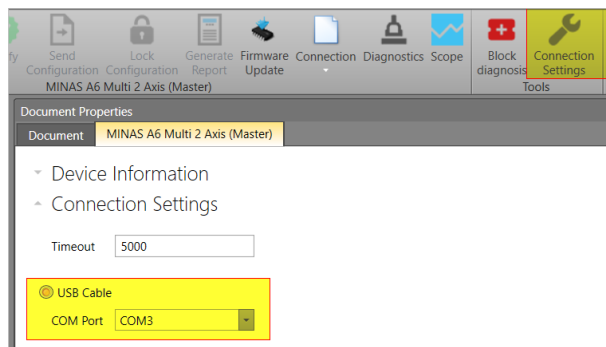 fy
Send Configuration
Lock Configuration
Generate Report
Firmware Update
Connection
Diagnostics
Scope
Block diagnosis
Connection Settings
MINAS A6 Multi 2 Axis (Master)
Tools
Document Properties
Document
MINAS A6 Multi 2 Axis (Master)
Device Information
Connection Settings
Timeout 5000
USB Cable
COM Port COM3